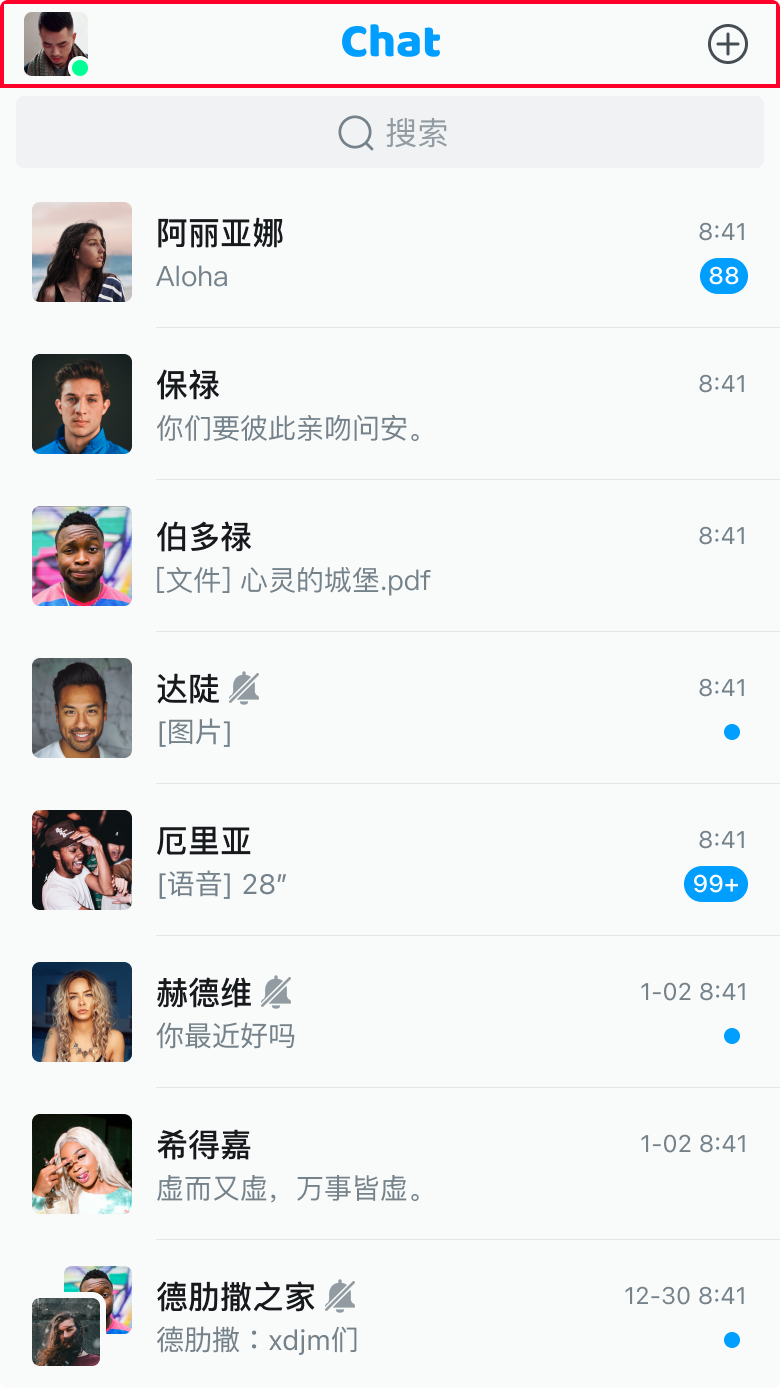 Chat
搜索
阿丽亚娜 8:41
Aloha 88
保禄 8:41
你们要彼此亲吻问安。
伯多禄 8:41
[文件] 心灵的城堡.pdf
达陡 8:41
[图片]
厄里亚 8:41
[语音] 28″ 99+
赫德维 1-02 8:41
你最近好吗
希得嘉 1-02 8:41
虚而又虚，万事皆虚。
德肋撒之家 12-30 8:41
德肋撒：xdjm们